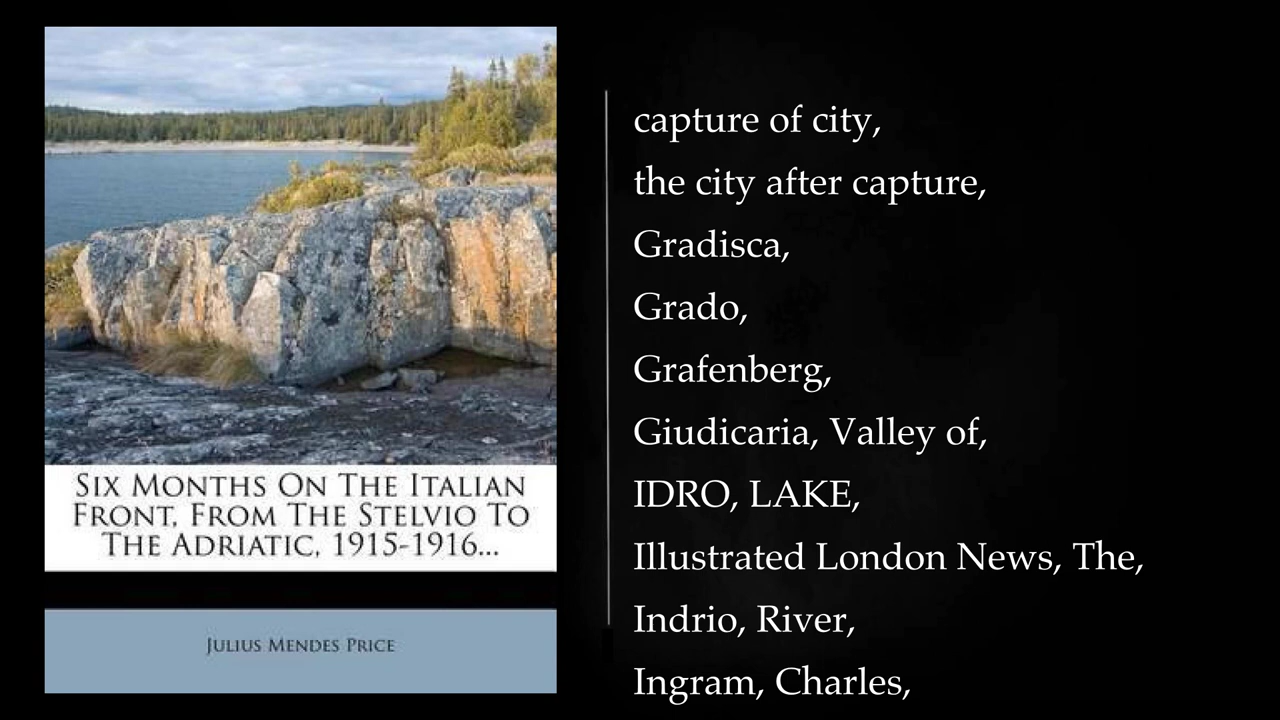 Six Months On The Italian
Front, From The Stelvio To
The Adriatic, 1915-1916...
Julius Mendes Price
capture of city,
the city after capture,
Gradisca,
Grado,
Grafenberg,
Giudicaria, Valley of,
IDRO, LAKE,
Illustrated London News, The,
Indrio, River,
Ingram, Charles,